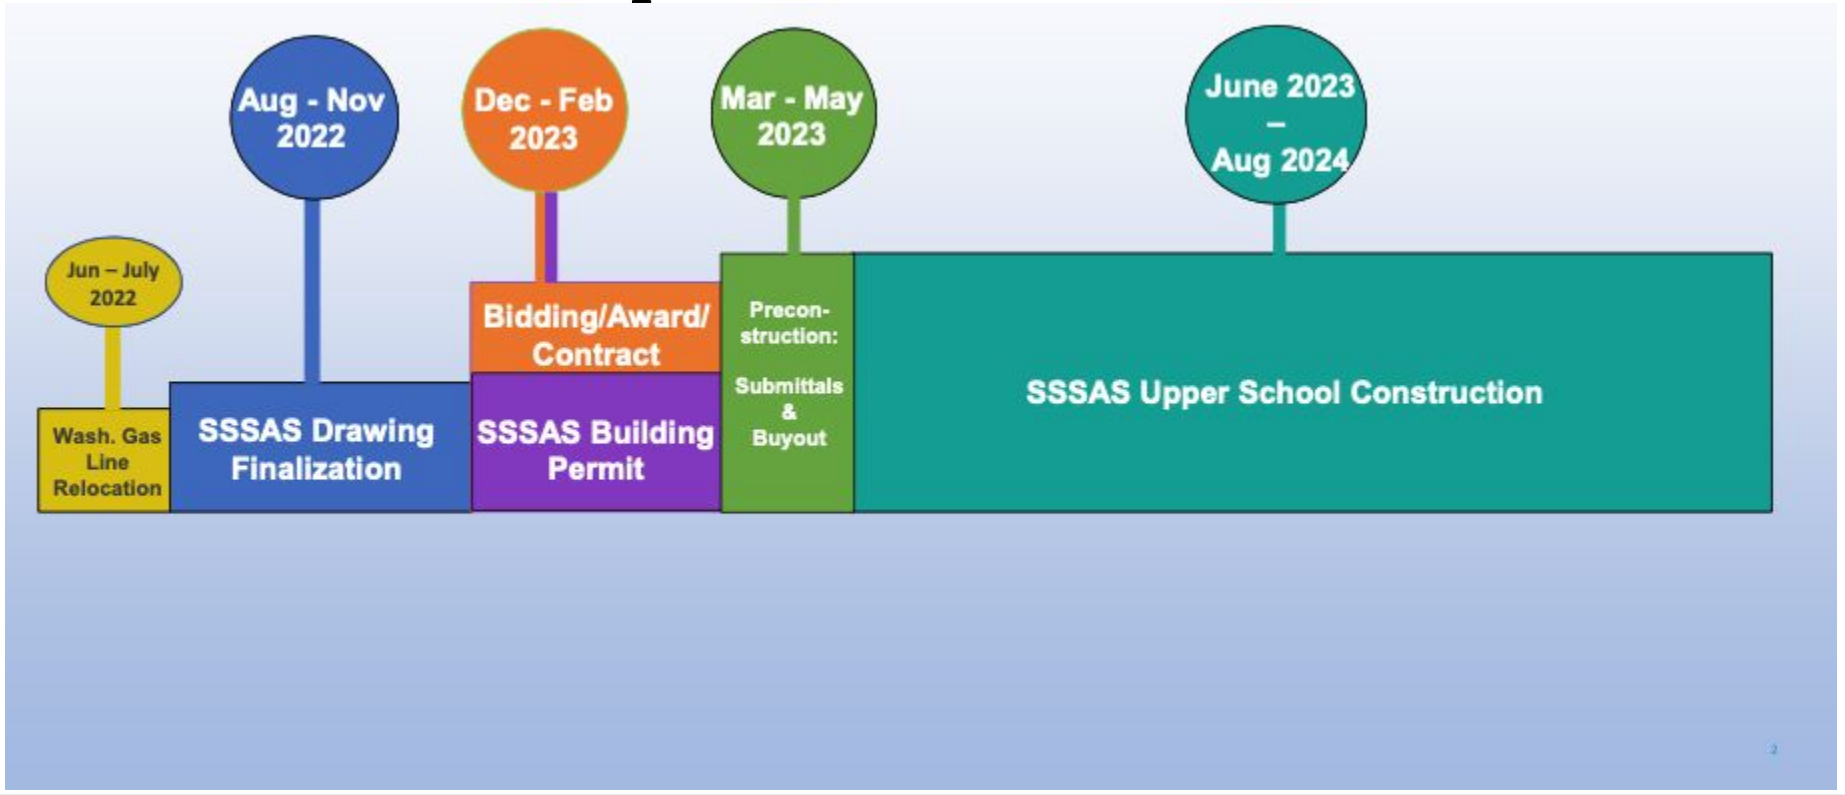 Aug - Nov
2022
Dec - Feb
2023
Mar - May
2023
June 2023
–
Aug 2024
Jun – July
2022
Wash. Gas
Line
Relocation
SSSAS Drawing
Finalization
Bidding/Award/
Contract
SSSAS Building
Permit
Precon-
struction:
Submittals
&
Buyout
SSSAS Upper School Construction
2